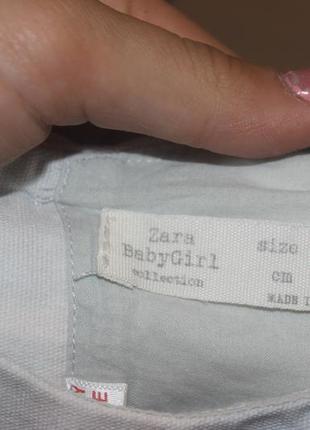 Zara
BabyGirl
collection
size
cm
MADE I
Y
E